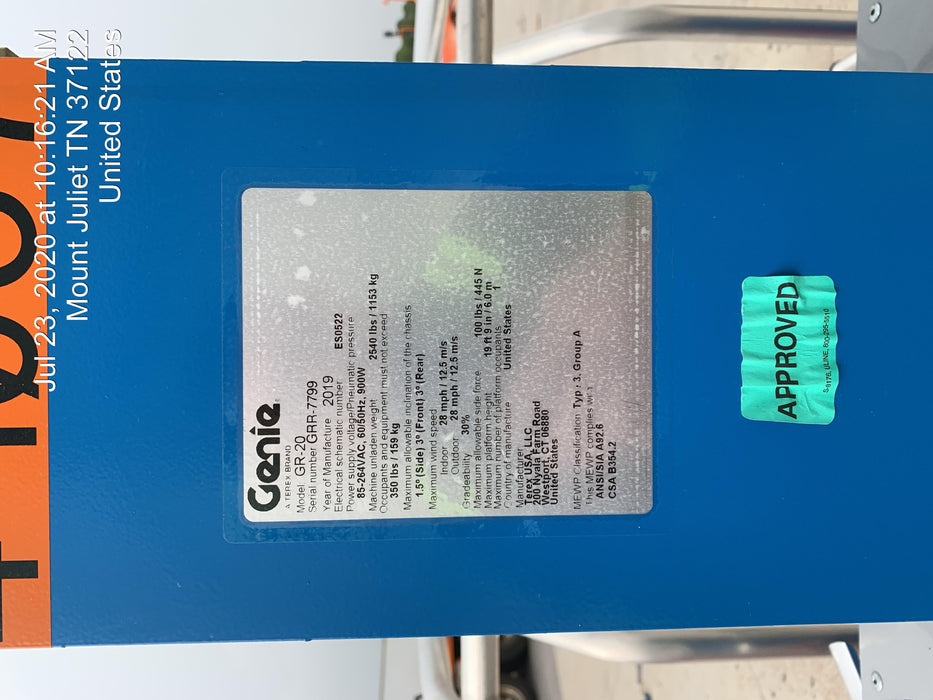 Jul 23, 2020 at 10:16:21 AM
Mount Juliet TN 37122
United States
Genie
A TEREX BRAND
Model GR-20
Serial number GRR-7799
Year of Manufacture 2019
Electrical schematic number ES0522
Power supply voltage/Pneumatic pressure
85-264VAC, 60/50Hz, 900W
Machine unladen weight 2540 lbs / 1153 kg
Occupants and equipment must not exceed
350 lbs / 159 kg
Maximum allowable inclination of the chassis
1.5° (Side) 3° (Front) 3° (Rear)
Maximum wind speed
Indoor 28 mph / 12.5 m/s
Outdoor 28 mph / 12.5 m/s
Gradeability 30%
Maximum allowable side force 100 lbs / 445 N
Maximum platform height 19 ft 9 in / 6.0 m
Maximum number of platform occupants 1
Country of manufacture United States
Manufacturer
Terex USA, LLC
200 Nyala Farm Road
Westport, CT 06880
United States
MEWP Classification Type 3, Group A
This MEWP complies with
ANSI/SIA A92.6
CSA B354.2
APPROVED